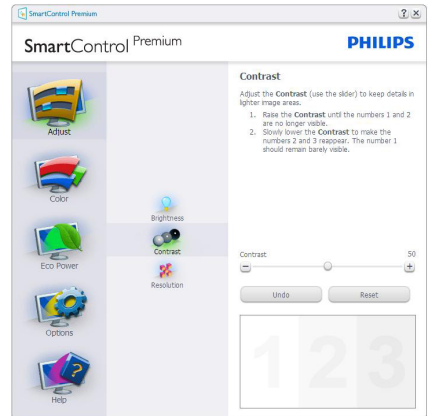 SmartControl Premium
? ×
SmartControl Premium
PHILIPS
Adjust
Color
Eco Power
Options
Help
Brightness
Contrast
Resolution
Contrast
Adjust the Contrast (use the slider) to keep details in
lighter image areas.
1. Raise the Contrast until the numbers 1 and 2
are no longer visible.
2. Slowly lower the Contrast to make the
numbers 2 and 3 reappear. The number 1
should remain barely visible.
Contrast 50
Undo Reset
1 2 3